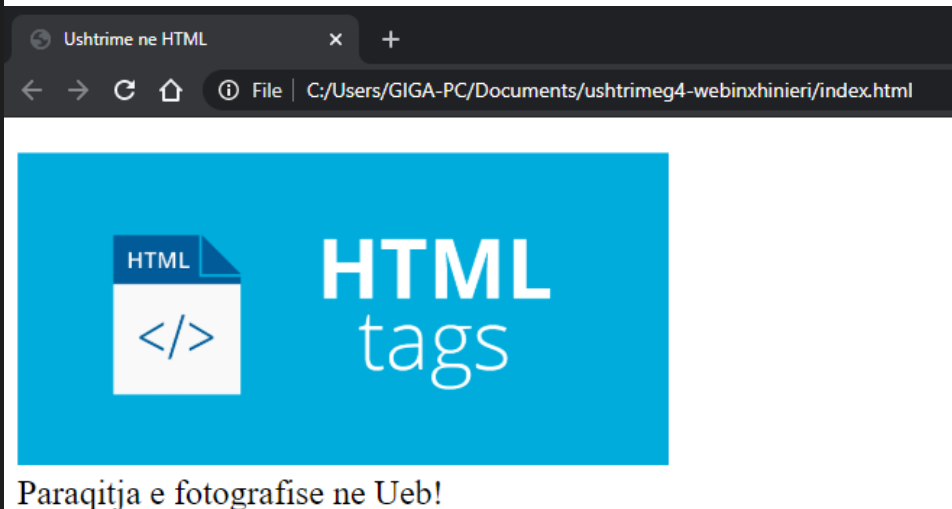 Ushtrime ne HTML
File C:/Users/GIGA-PC/Documents/ushtrimeg4-webinxhinieri/index.html
HTML
</>
HTML
tags
Paraqitja e fotografise ne Ueb!